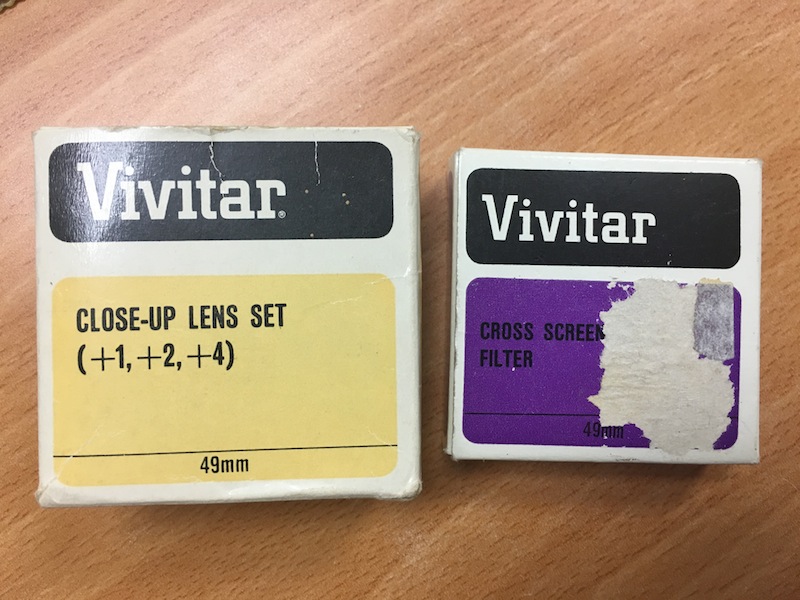 Vivitar®
CLOSE-UP LENS SET
(+1, +2, +4)
49mm
Vivitar
CROSS SCREEN
FILTER
49mm